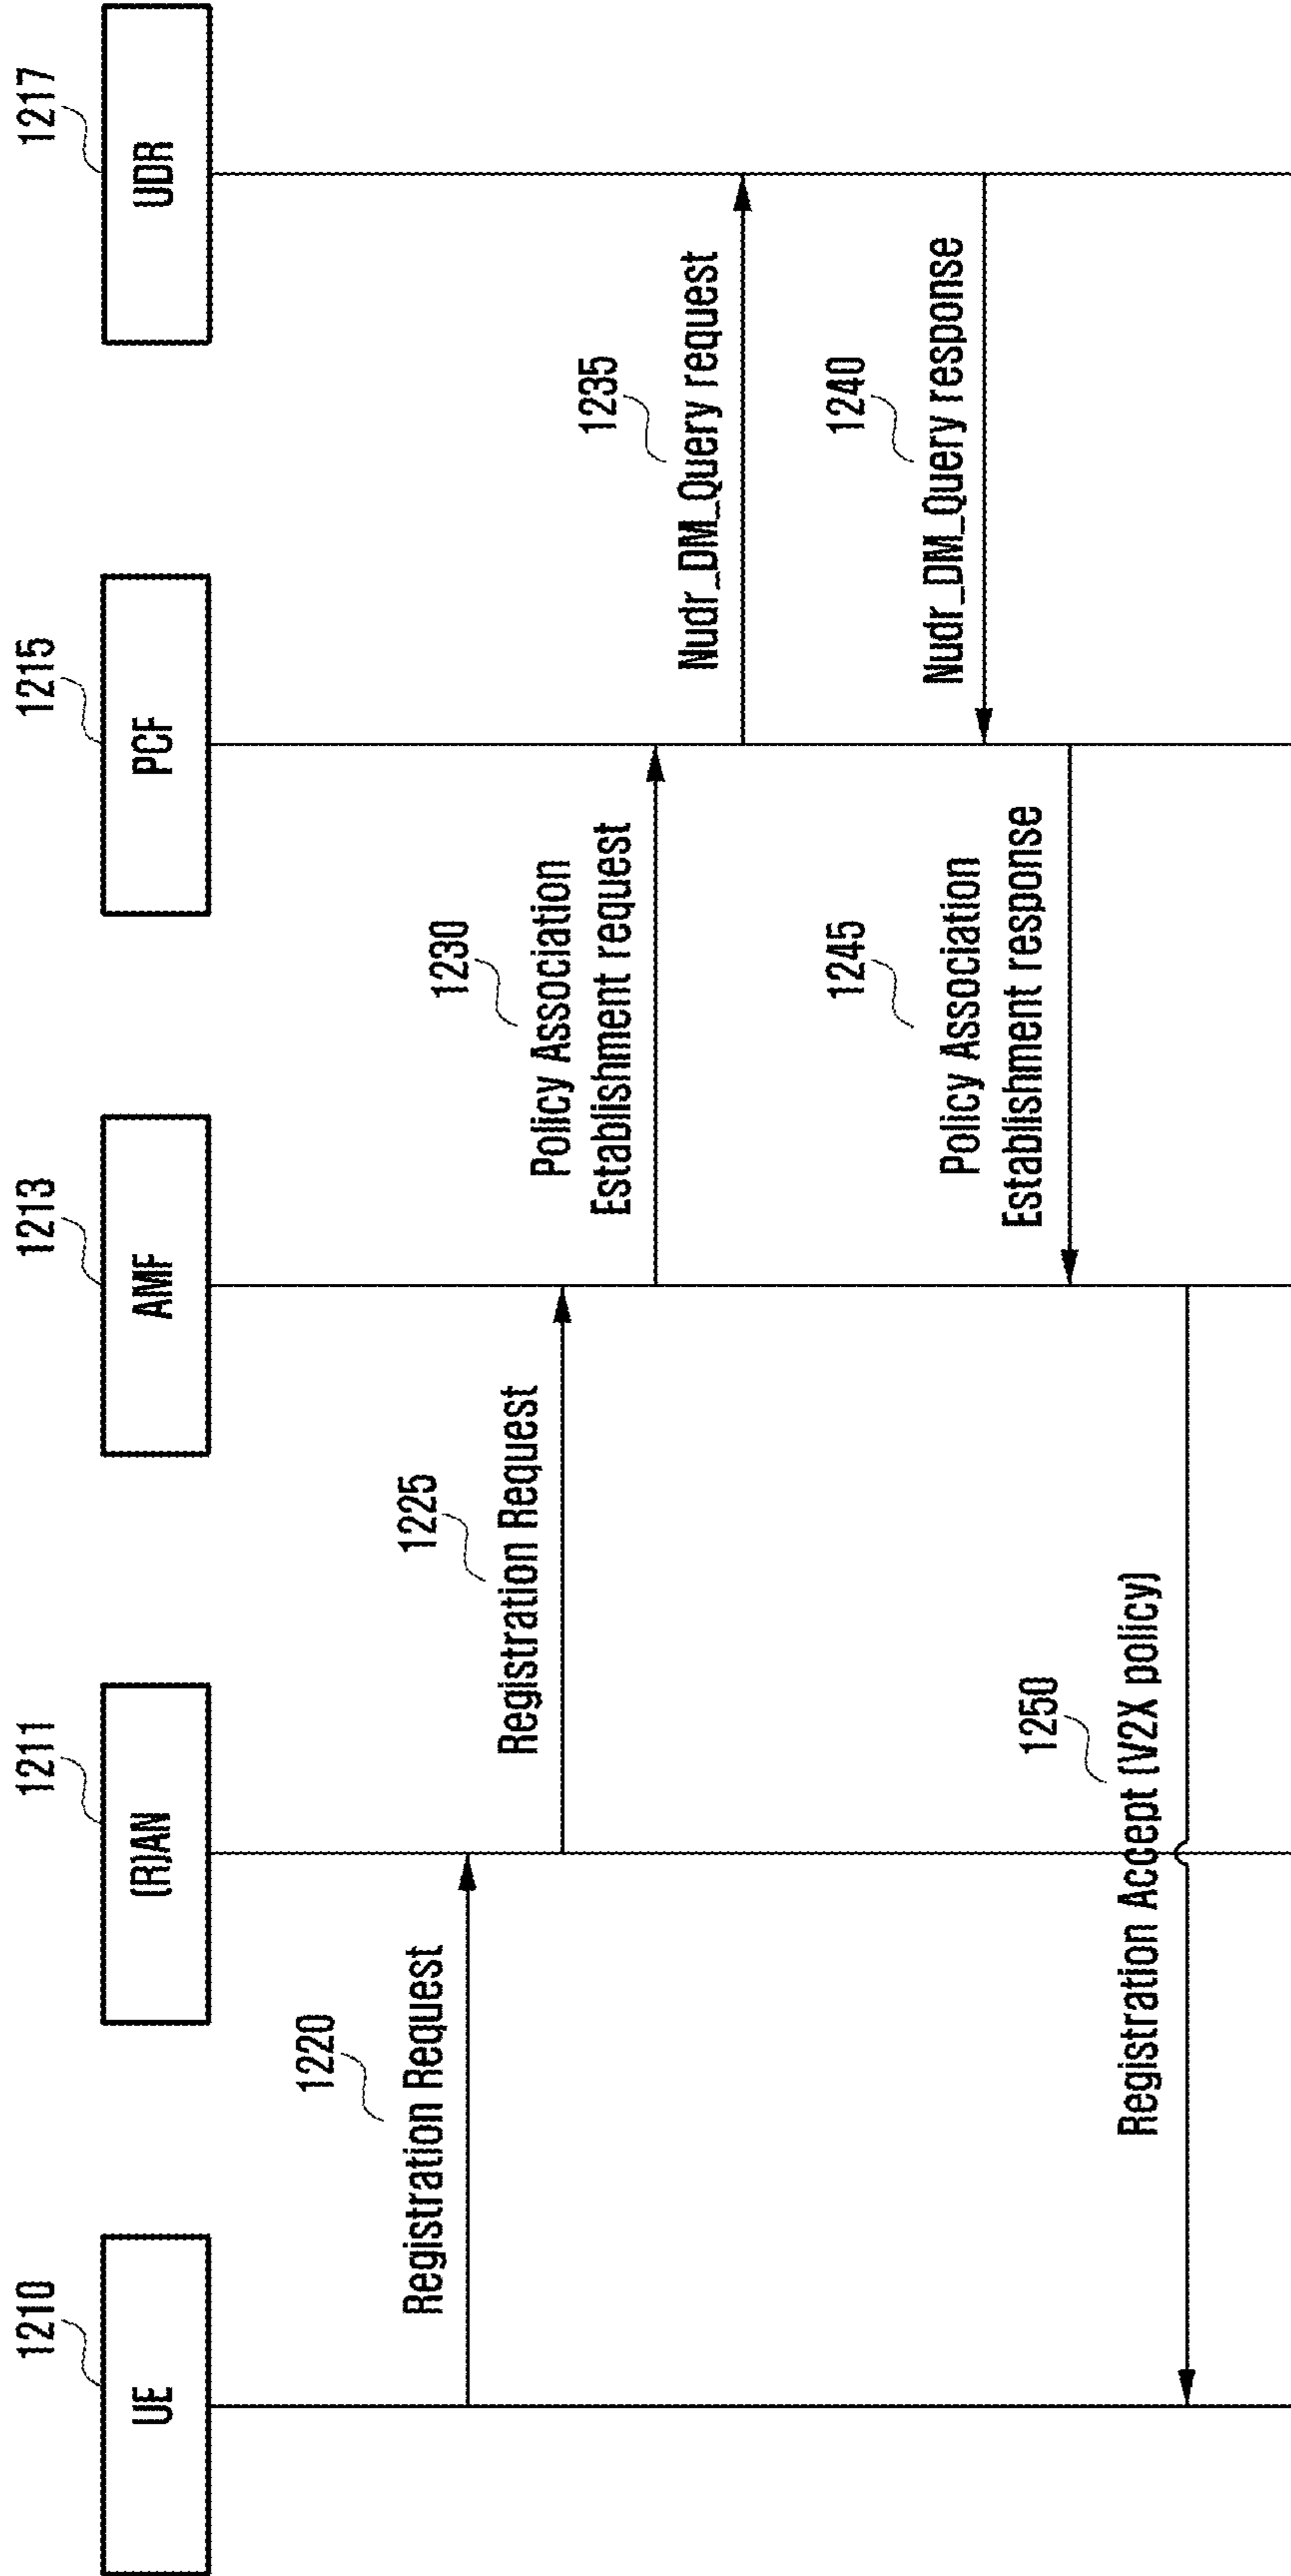 1210
1211
1213
1215
1217
UE
(R)AN
AMF
PCF
UDR
1220
Registration Request
1225
Registration Request
1230
Policy Association
Establishment request
1235
Nudr_DM_Query request
1240
Nudr_DM_Query response
1245
Policy Association
Establishment response
1250
Registration Accept (V2X policy)